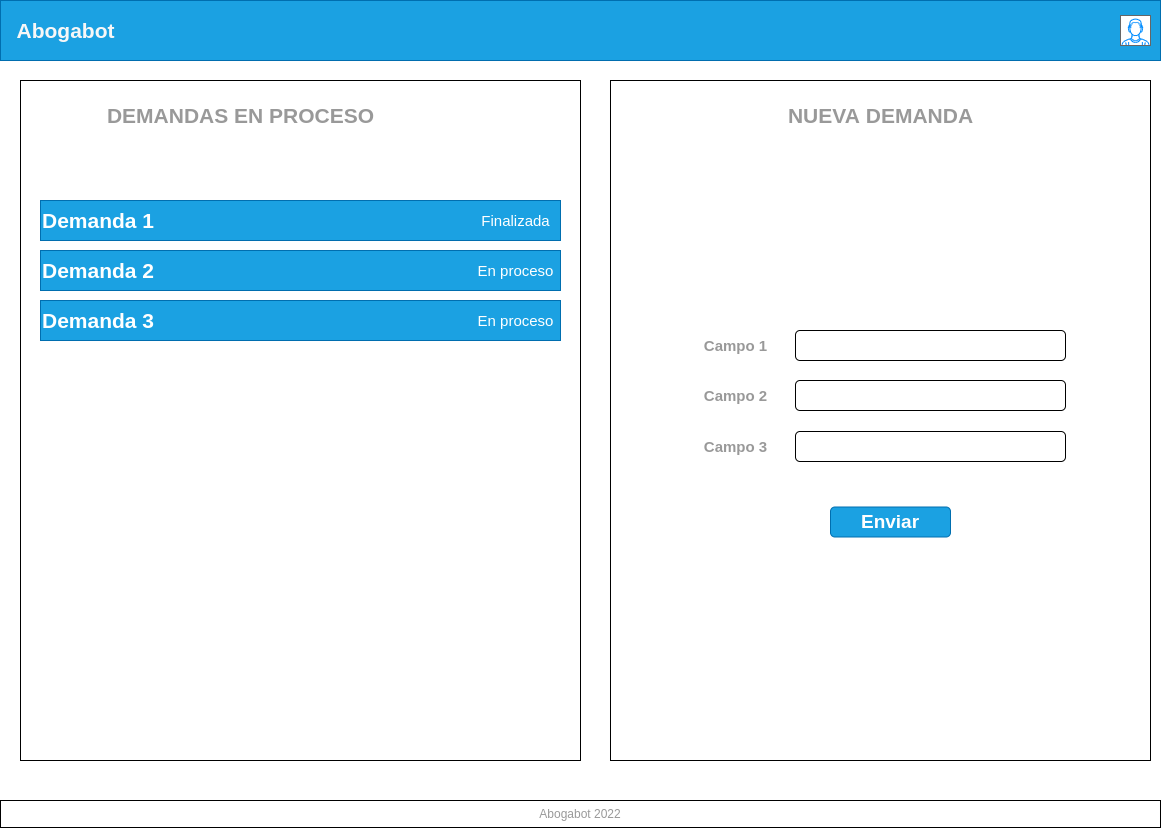 Abogabot
DEMANDAS EN PROCESO
Demanda 1 Finalizada
Demanda 2 En proceso
Demanda 3 En proceso
NUEVA DEMANDA
Campo 1
Campo 2
Campo 3
Enviar
Abogabot 2022